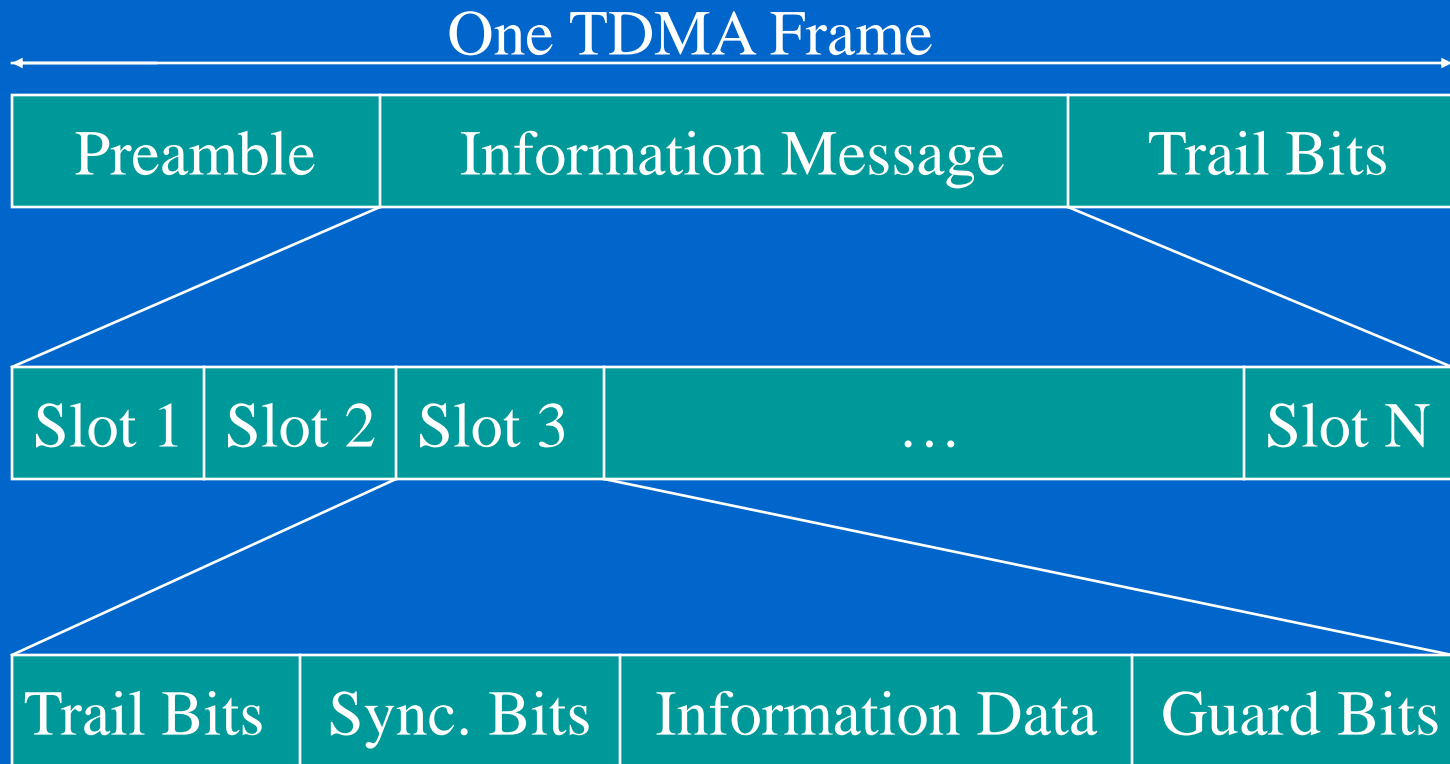 One TDMA Frame
Preamble Information Message Trail Bits
Slot 1 Slot 2 Slot 3 … Slot N
Trail Bits Sync. Bits Information Data Guard Bits